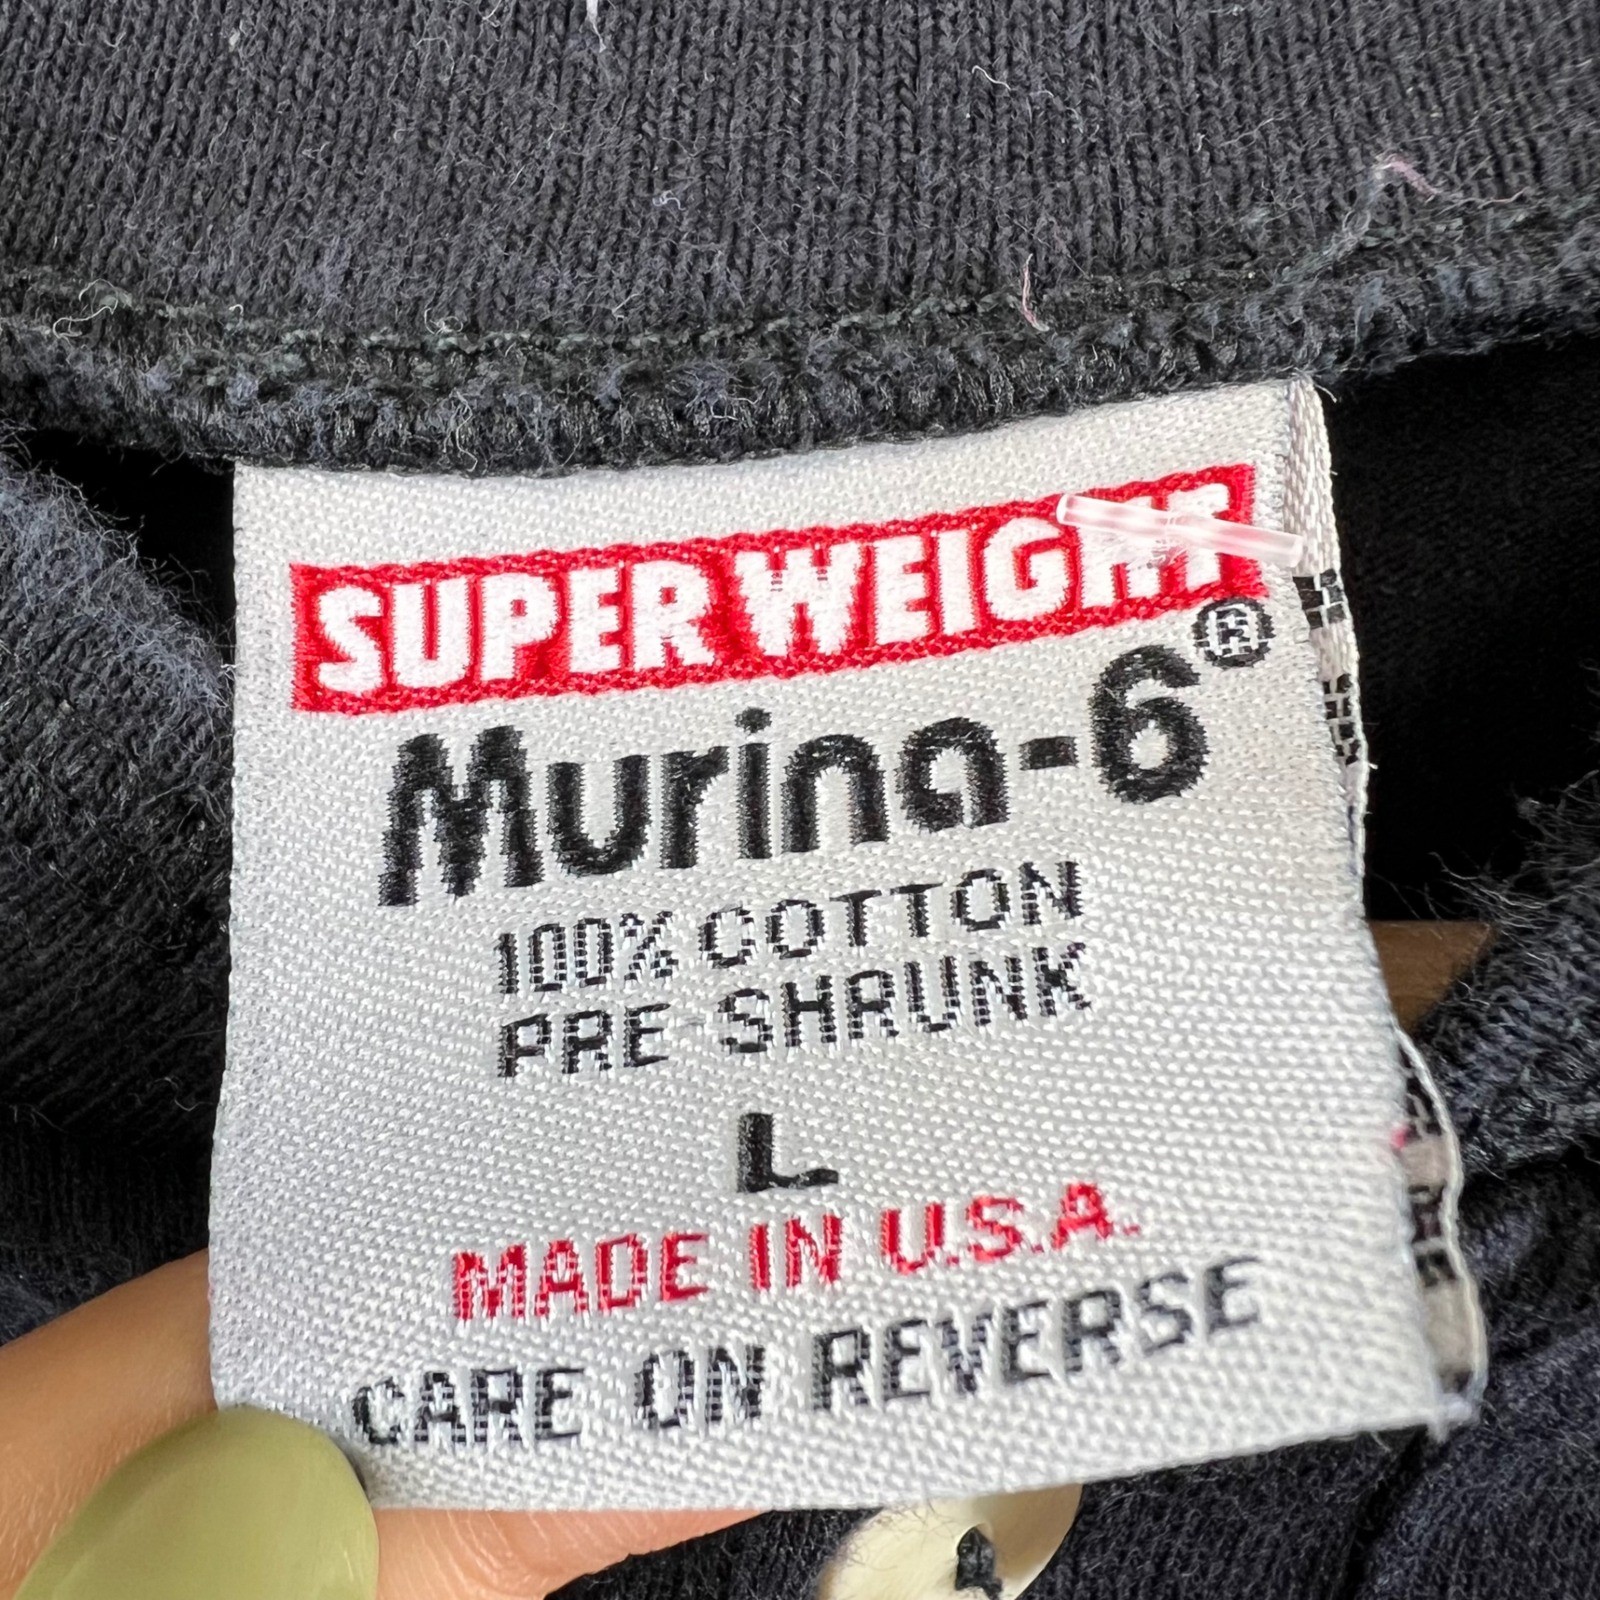 SUPER WEIGHT
Murina-6®
100% COTTON
PRE SHRUNK
L
MADE IN U.S.A.
CARE ON REVERSE